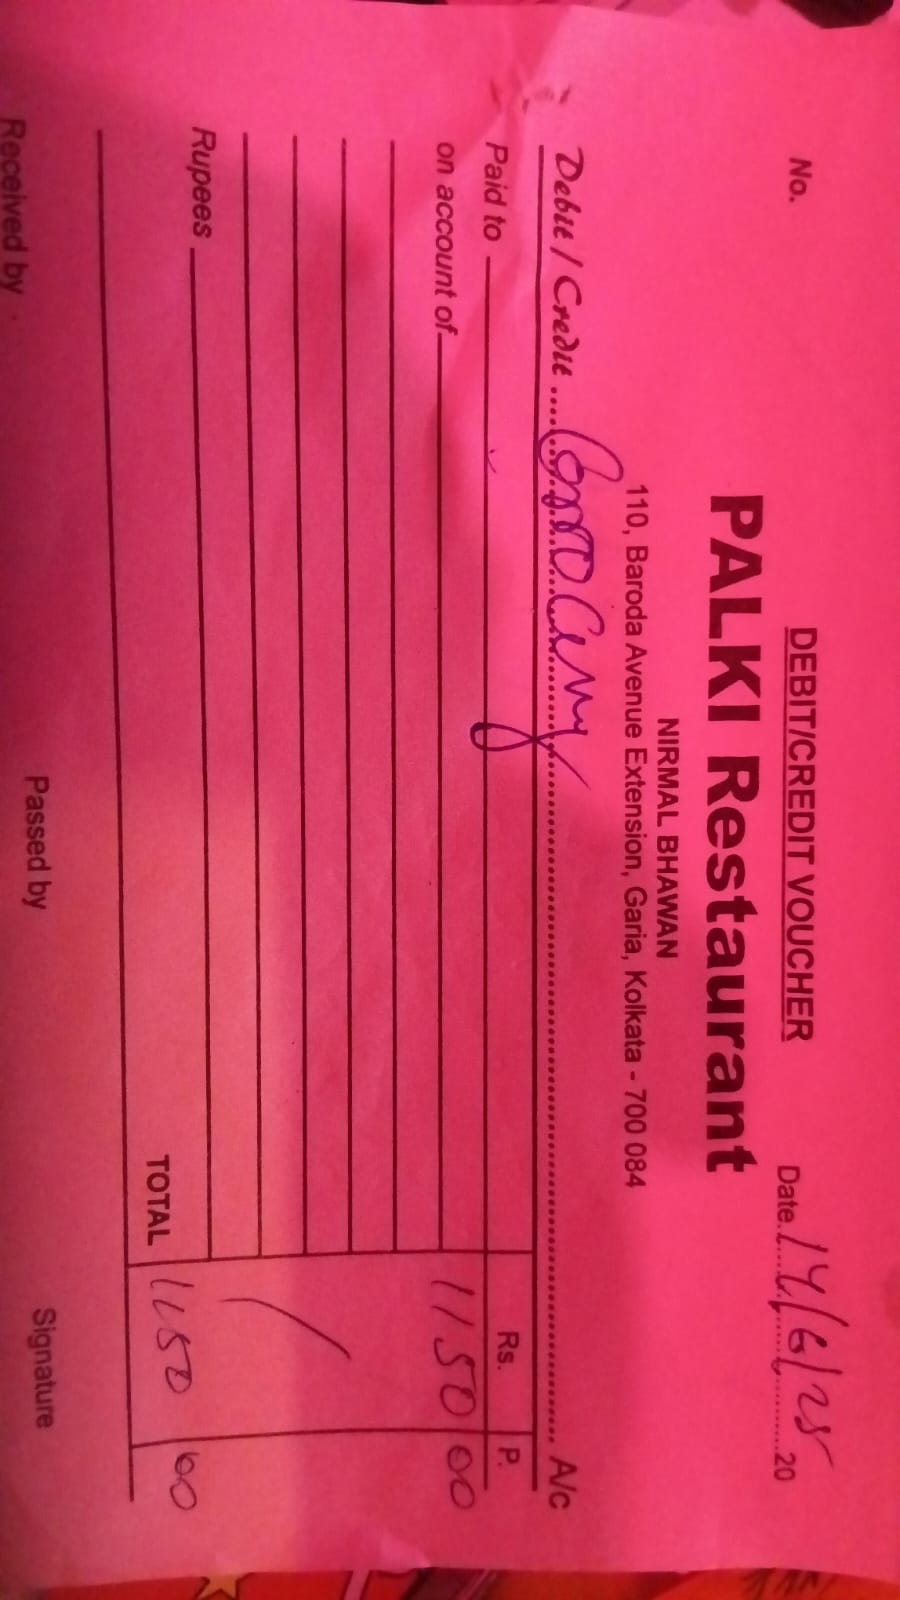 DEBIT/CREDIT VOUCHER
No. Date. 14/6/25 20
PALKI Restaurant
NIRMAL BHAWAN
110, Baroda Avenue Extension, Garia, Kolkata - 700 084
Debit / Credit ..... Grocery ..... A/c
Paid to Rs. P.
on account of 1150 00
Rupees
TOTAL 1150 00
Received by Passed by Signature